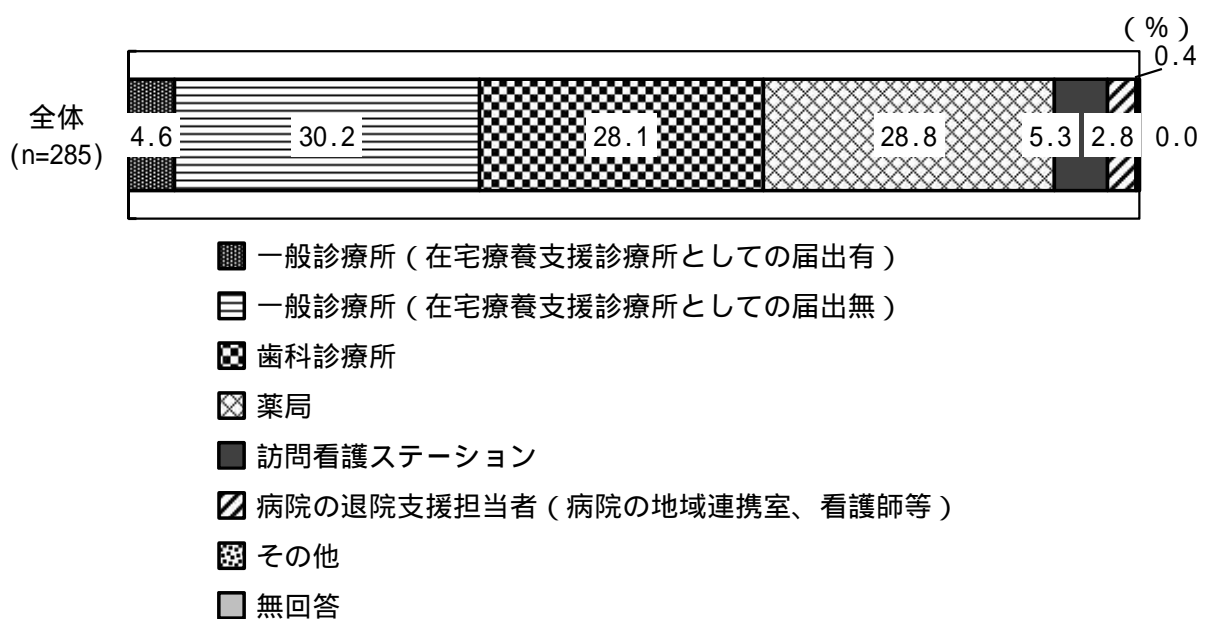 (%)
0.4
全体
(n=285)
4.6
30.2
28.1
28.8
5.3
2.8
0.0
一般診療所(在宅療養支援診療所としての届出有)
一般診療所(在宅療養支援診療所としての届出無)
歯科診療所
薬局
訪問看護ステーション
病院の退院支援担当者(病院の地域連携室、看護師等)
その他
無回答